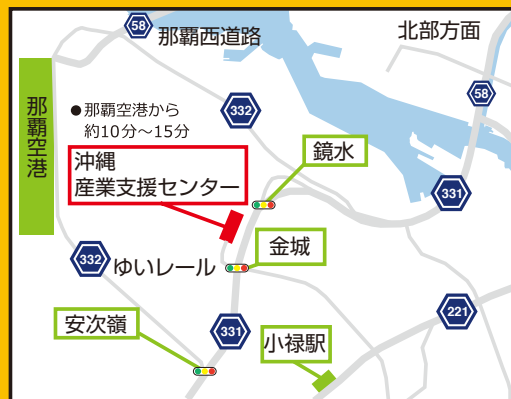 58
那覇西道路
北部方面
那覇空港
●那覇空港から
約10分～15分
332
58
沖縄
産業支援センター
鏡水
331
金城
332
ゆいレール
331
221
安次嶺
小禄駅